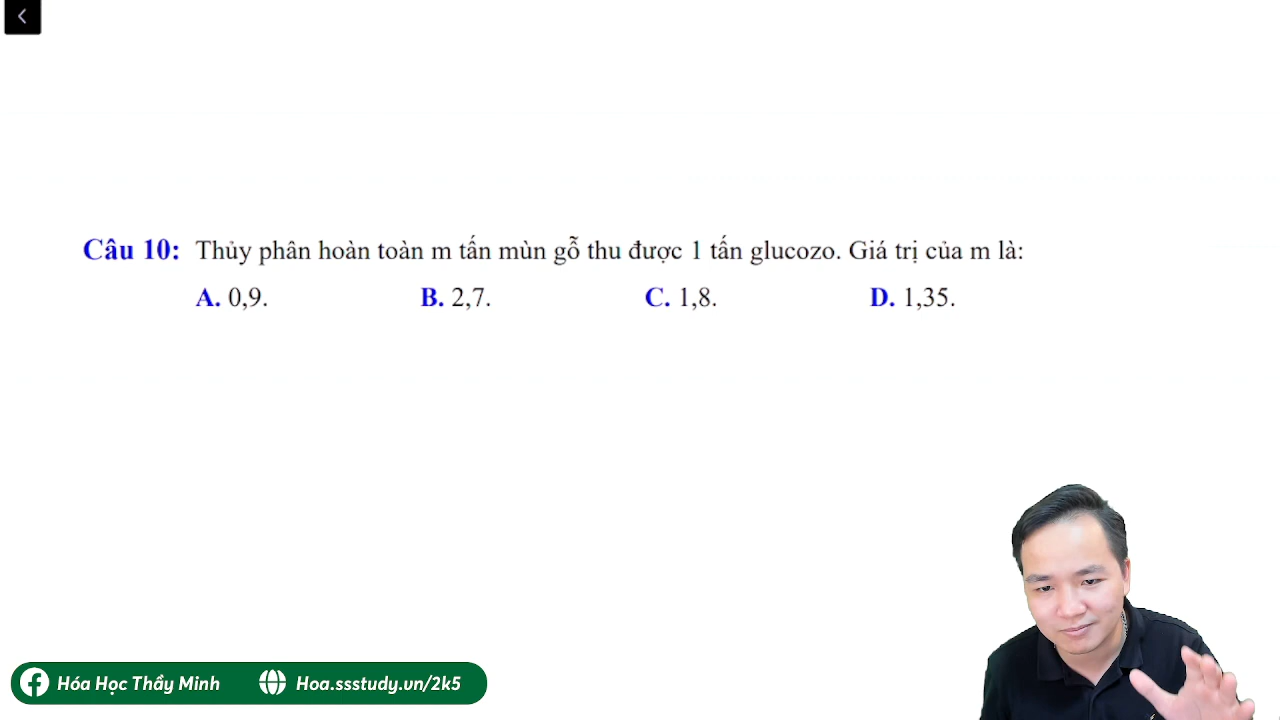 Câu 10: Thủy phân hoàn toàn m tấn mùn gỗ thu được 1 tấn glucozo. Giá trị của m là:
A. 0,9. B. 2,7. C. 1,8. D. 1,35.
Hóa Học Thầy Minh Hoa.ssstudy.vn/2k5